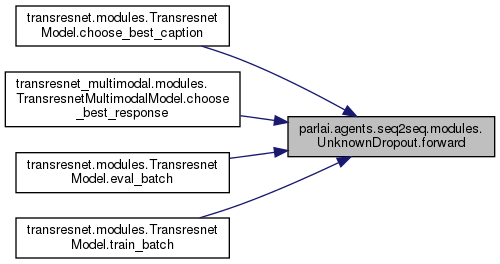 transresnet.modules.Transresnet
Model.choose_best_caption
transresnet_multimodal.modules.
TransresnetMultimodalModel.choose
_best_response
parlai.agents.seq2seq.modules.
UnknownDropout.forward
transresnet.modules.Transresnet
Model.eval_batch
transresnet.modules.Transresnet
Model.train_batch